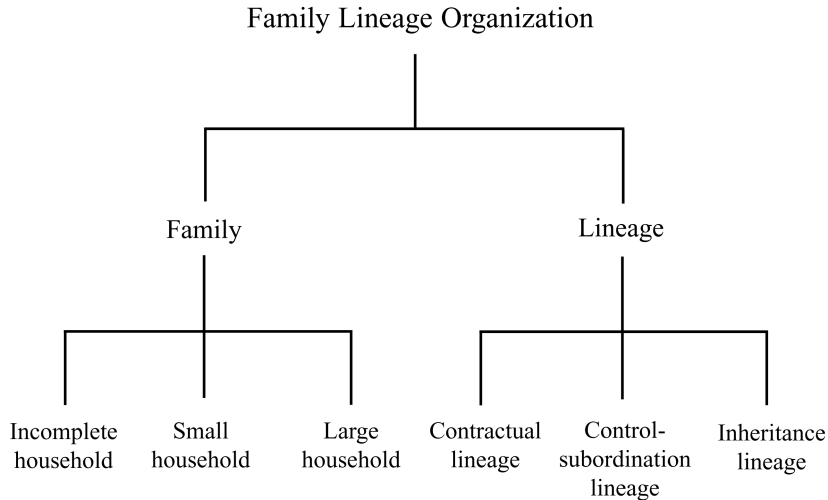 Family Lineage Organization
Family
Lineage
Incomplete
household
Small
household
Large
household
Contractual
lineage
Control-
subordination
lineage
Inheritance
lineage